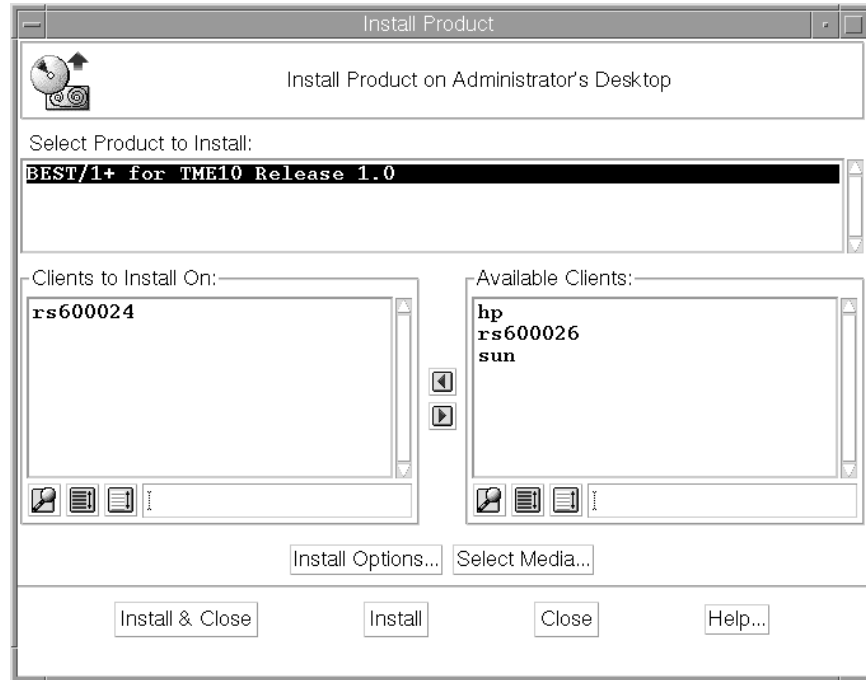 Install Product
Install Product on Administrator's Desktop
Select Product to Install:
BEST/1+ for TME10 Release 1.0
Clients to Install On:
rs600024
Available Clients:
hp
rs600026
sun
Install Options...
Select Media...
Install & Close
Install
Close
Help...